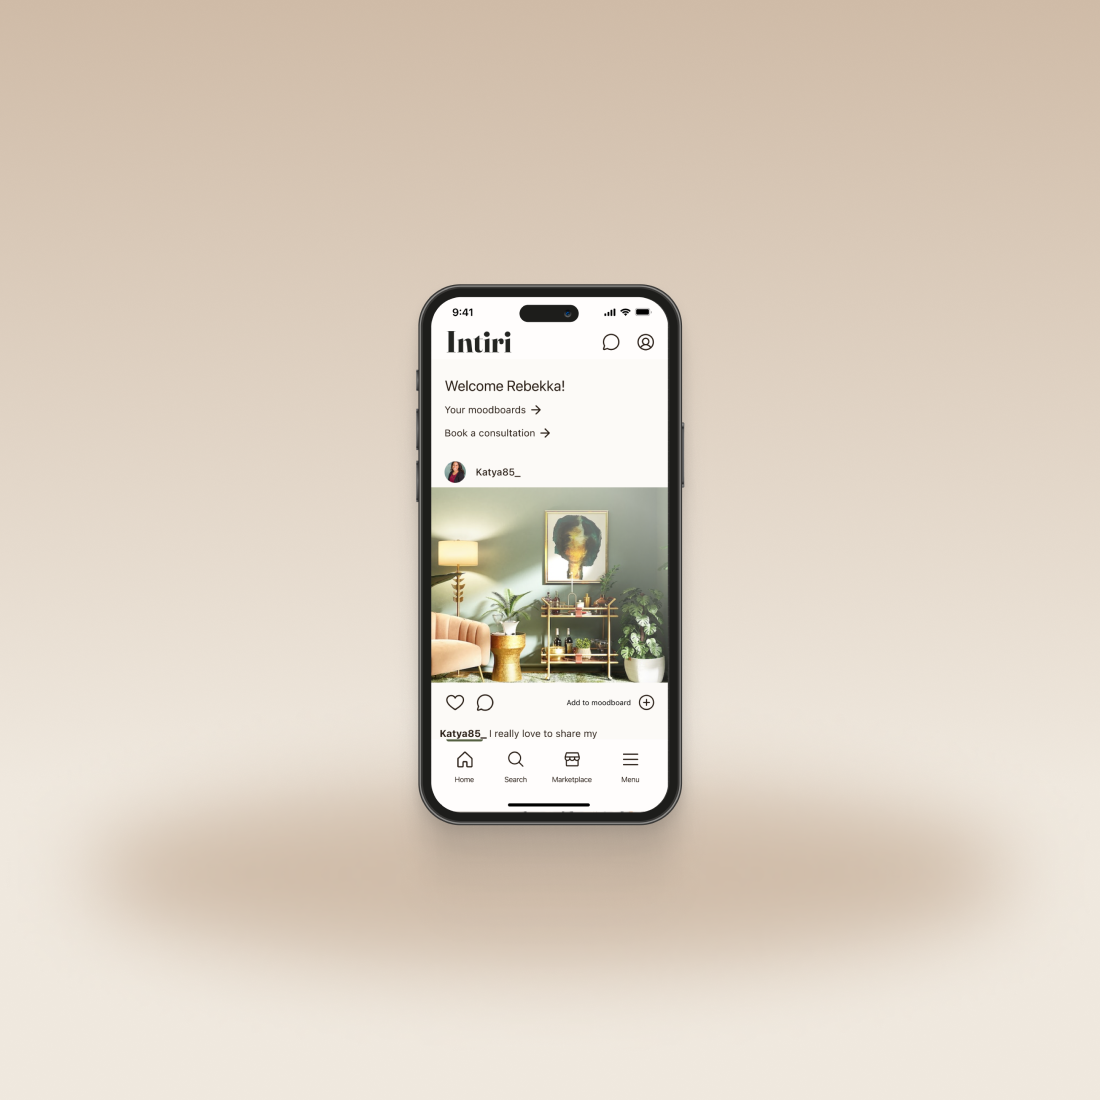 9:41
Intiri
Welcome Rebekka!
Your moodboards
Book a consultation
Katya85_
Add to moodboard
Katya85_ I really love to share my
Home Search Marketplace Menu